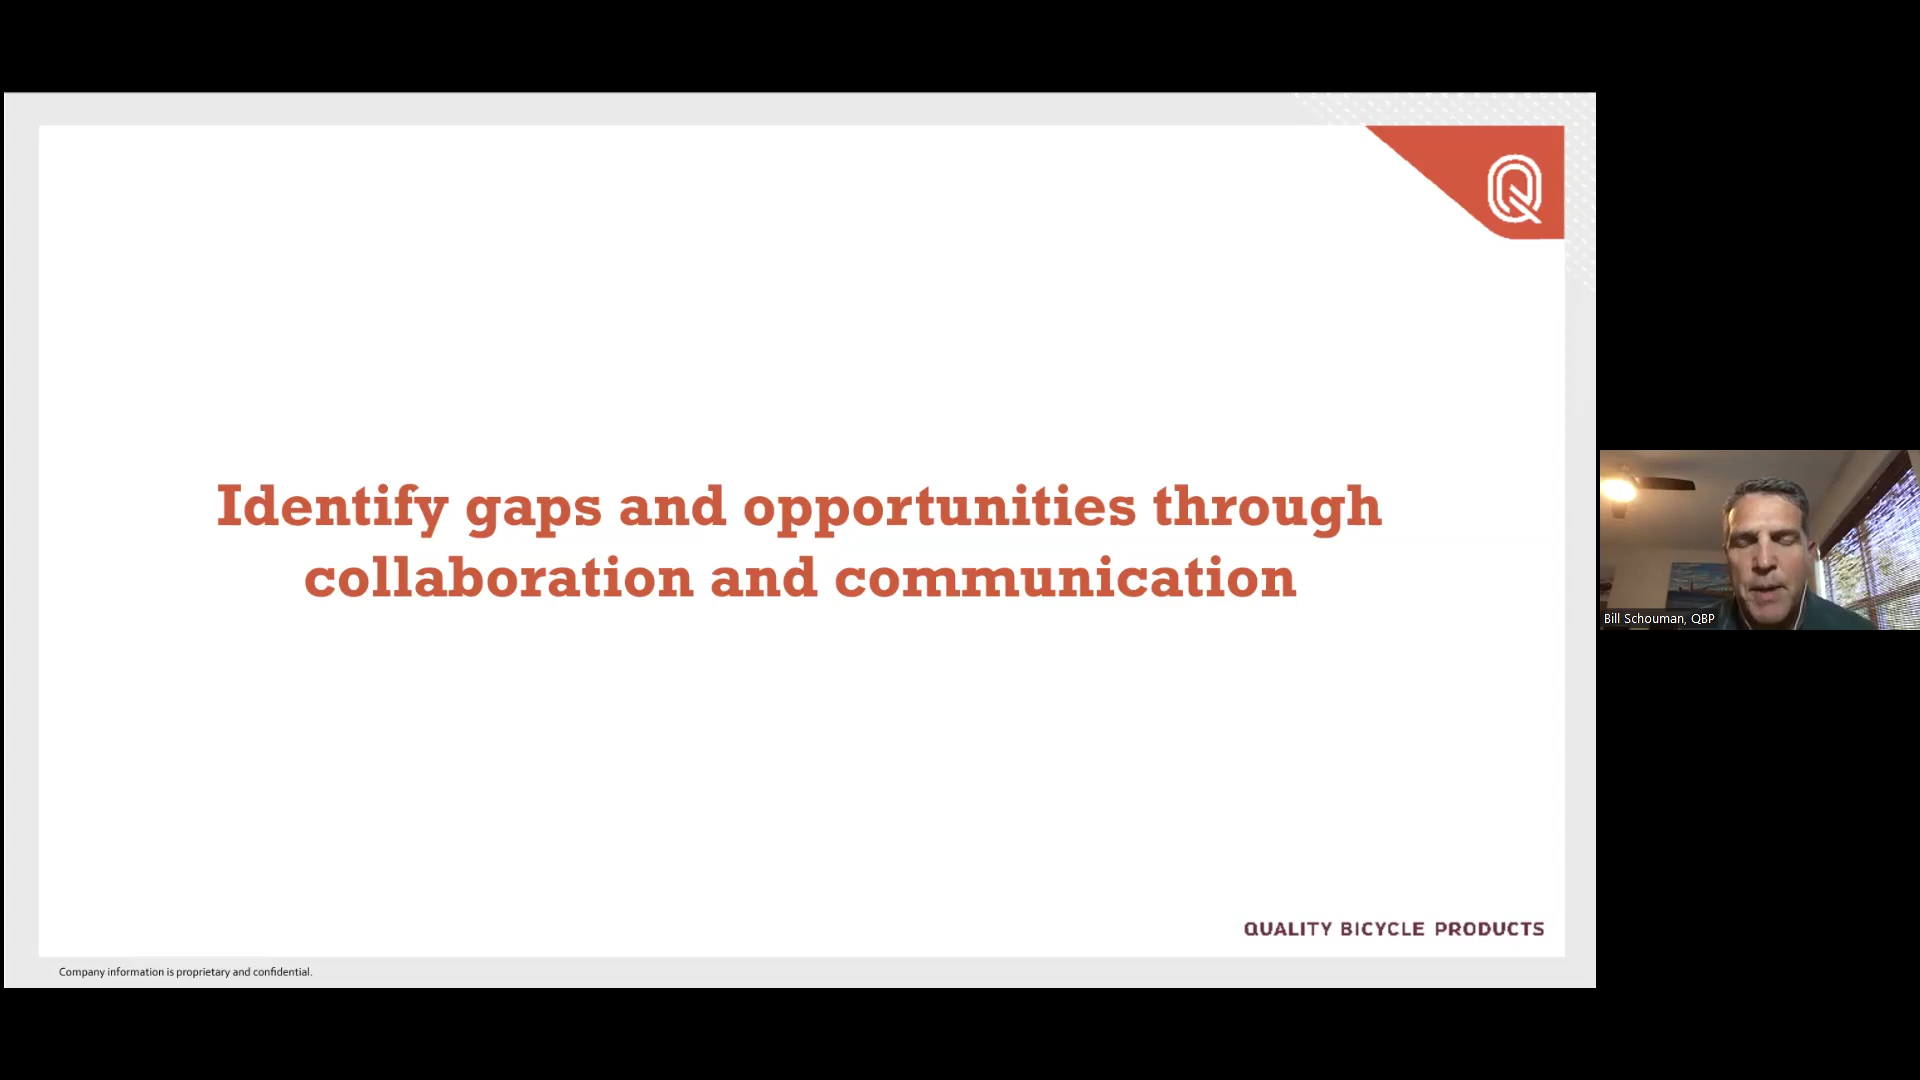 Q
Identify gaps and opportunities through
collaboration and communication
Bill Schouman, QBP
QUALITY BICYCLE PRODUCTS
Company information is proprietary and confidential.